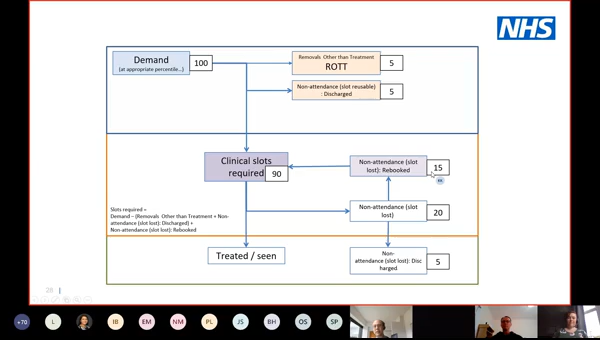 NHS
Demand
(at appropriate percentile...)
100
Removals Other than Treatment
ROTT
5
Non-attendance (slot reusable)
: Discharged
5
Clinical slots
required
90
Non-attendance (slot
lost): Rebooked
15
Slots required =
Demand – (Removals Other than Treatment + Non-
attendance (slot lost): Discharged) +
Non-attendance (slot lost): Rebooked
Non-attendance (slot
lost)
20
Treated / seen
Non-
attendance (slot lost): Disc
harged
5
28
+70
L
IB
EM
NM
PL
JS
BH
OS
SP